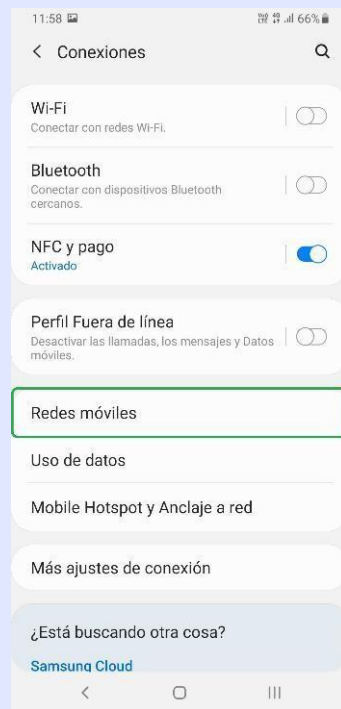 11:58 66%
Conexiones
Wi-Fi
Conectar con redes Wi-Fi.
Bluetooth
Conectar con dispositivos Bluetooth
cercanos.
NFC y pago
Activado
Perfil Fuera de línea
Desactivar las llamadas, los mensajes y Datos
móviles.
Redes móviles
Uso de datos
Mobile Hotspot y Anclaje a red
Más ajustes de conexión
¿Está buscando otra cosa?
Samsung Cloud